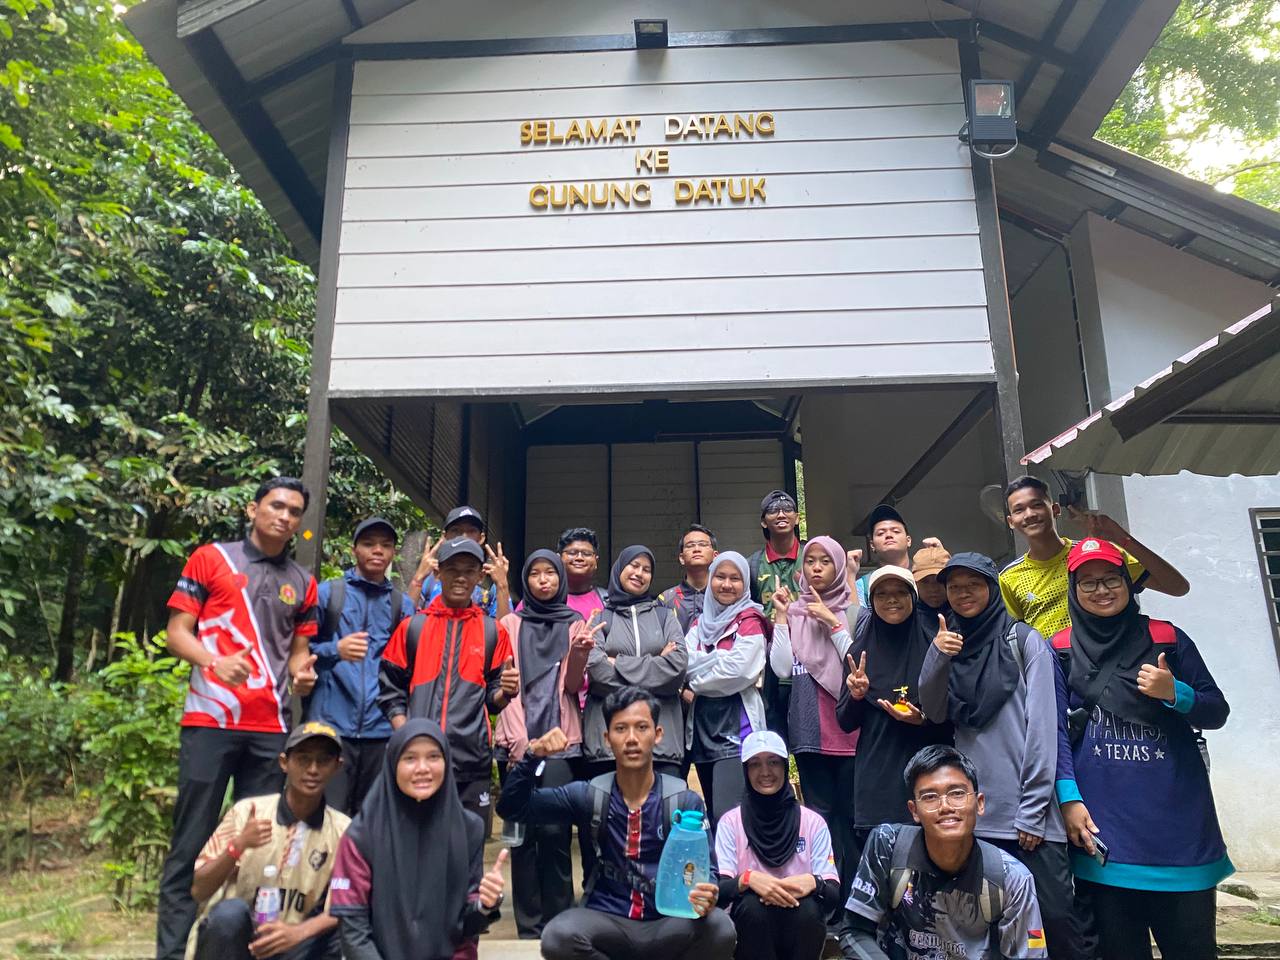 SELAMAT DATANG
KE
GUNUNG DATUK
PARIS
★ TEXAS ★